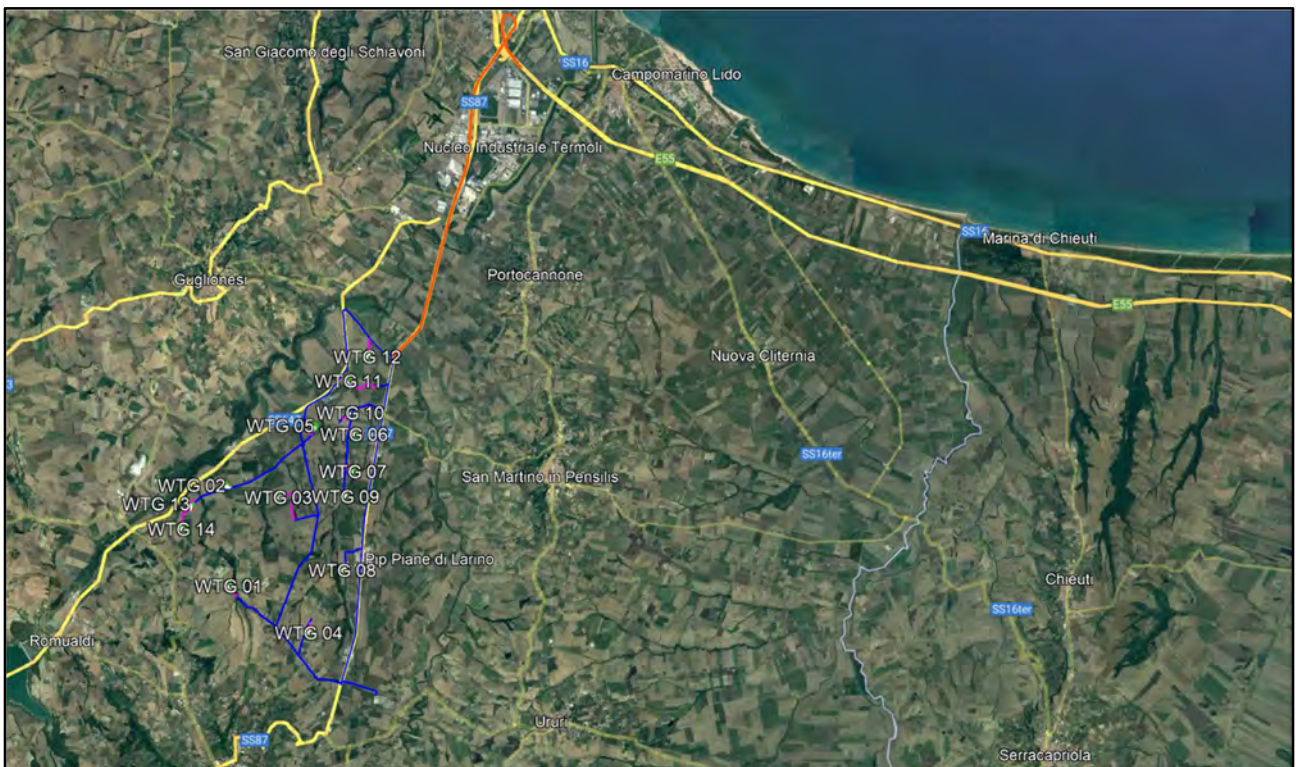 San Giacomo degli Schiavoni
SS16
Campomarino Lido
SS87
Nucleo Industriale Termoli
E55
SS16
Marina di Chieuti
Portocannone
Guglionesi
E55
WTG 12
Nuova Cliternia
WTG 11
3
WTG 10
WTG 05
WTG 06
SS16ter
WTG 07
San Martino in Pensilis
WTG 02
WTG 03
WTG 09
WTG 13
WTG 14
Pip Piane di Larino
WTG 08
Chieuti
WTG 01
SS16ter
WTG 04
Romualdi
Ururi
SS87
Serracapriola